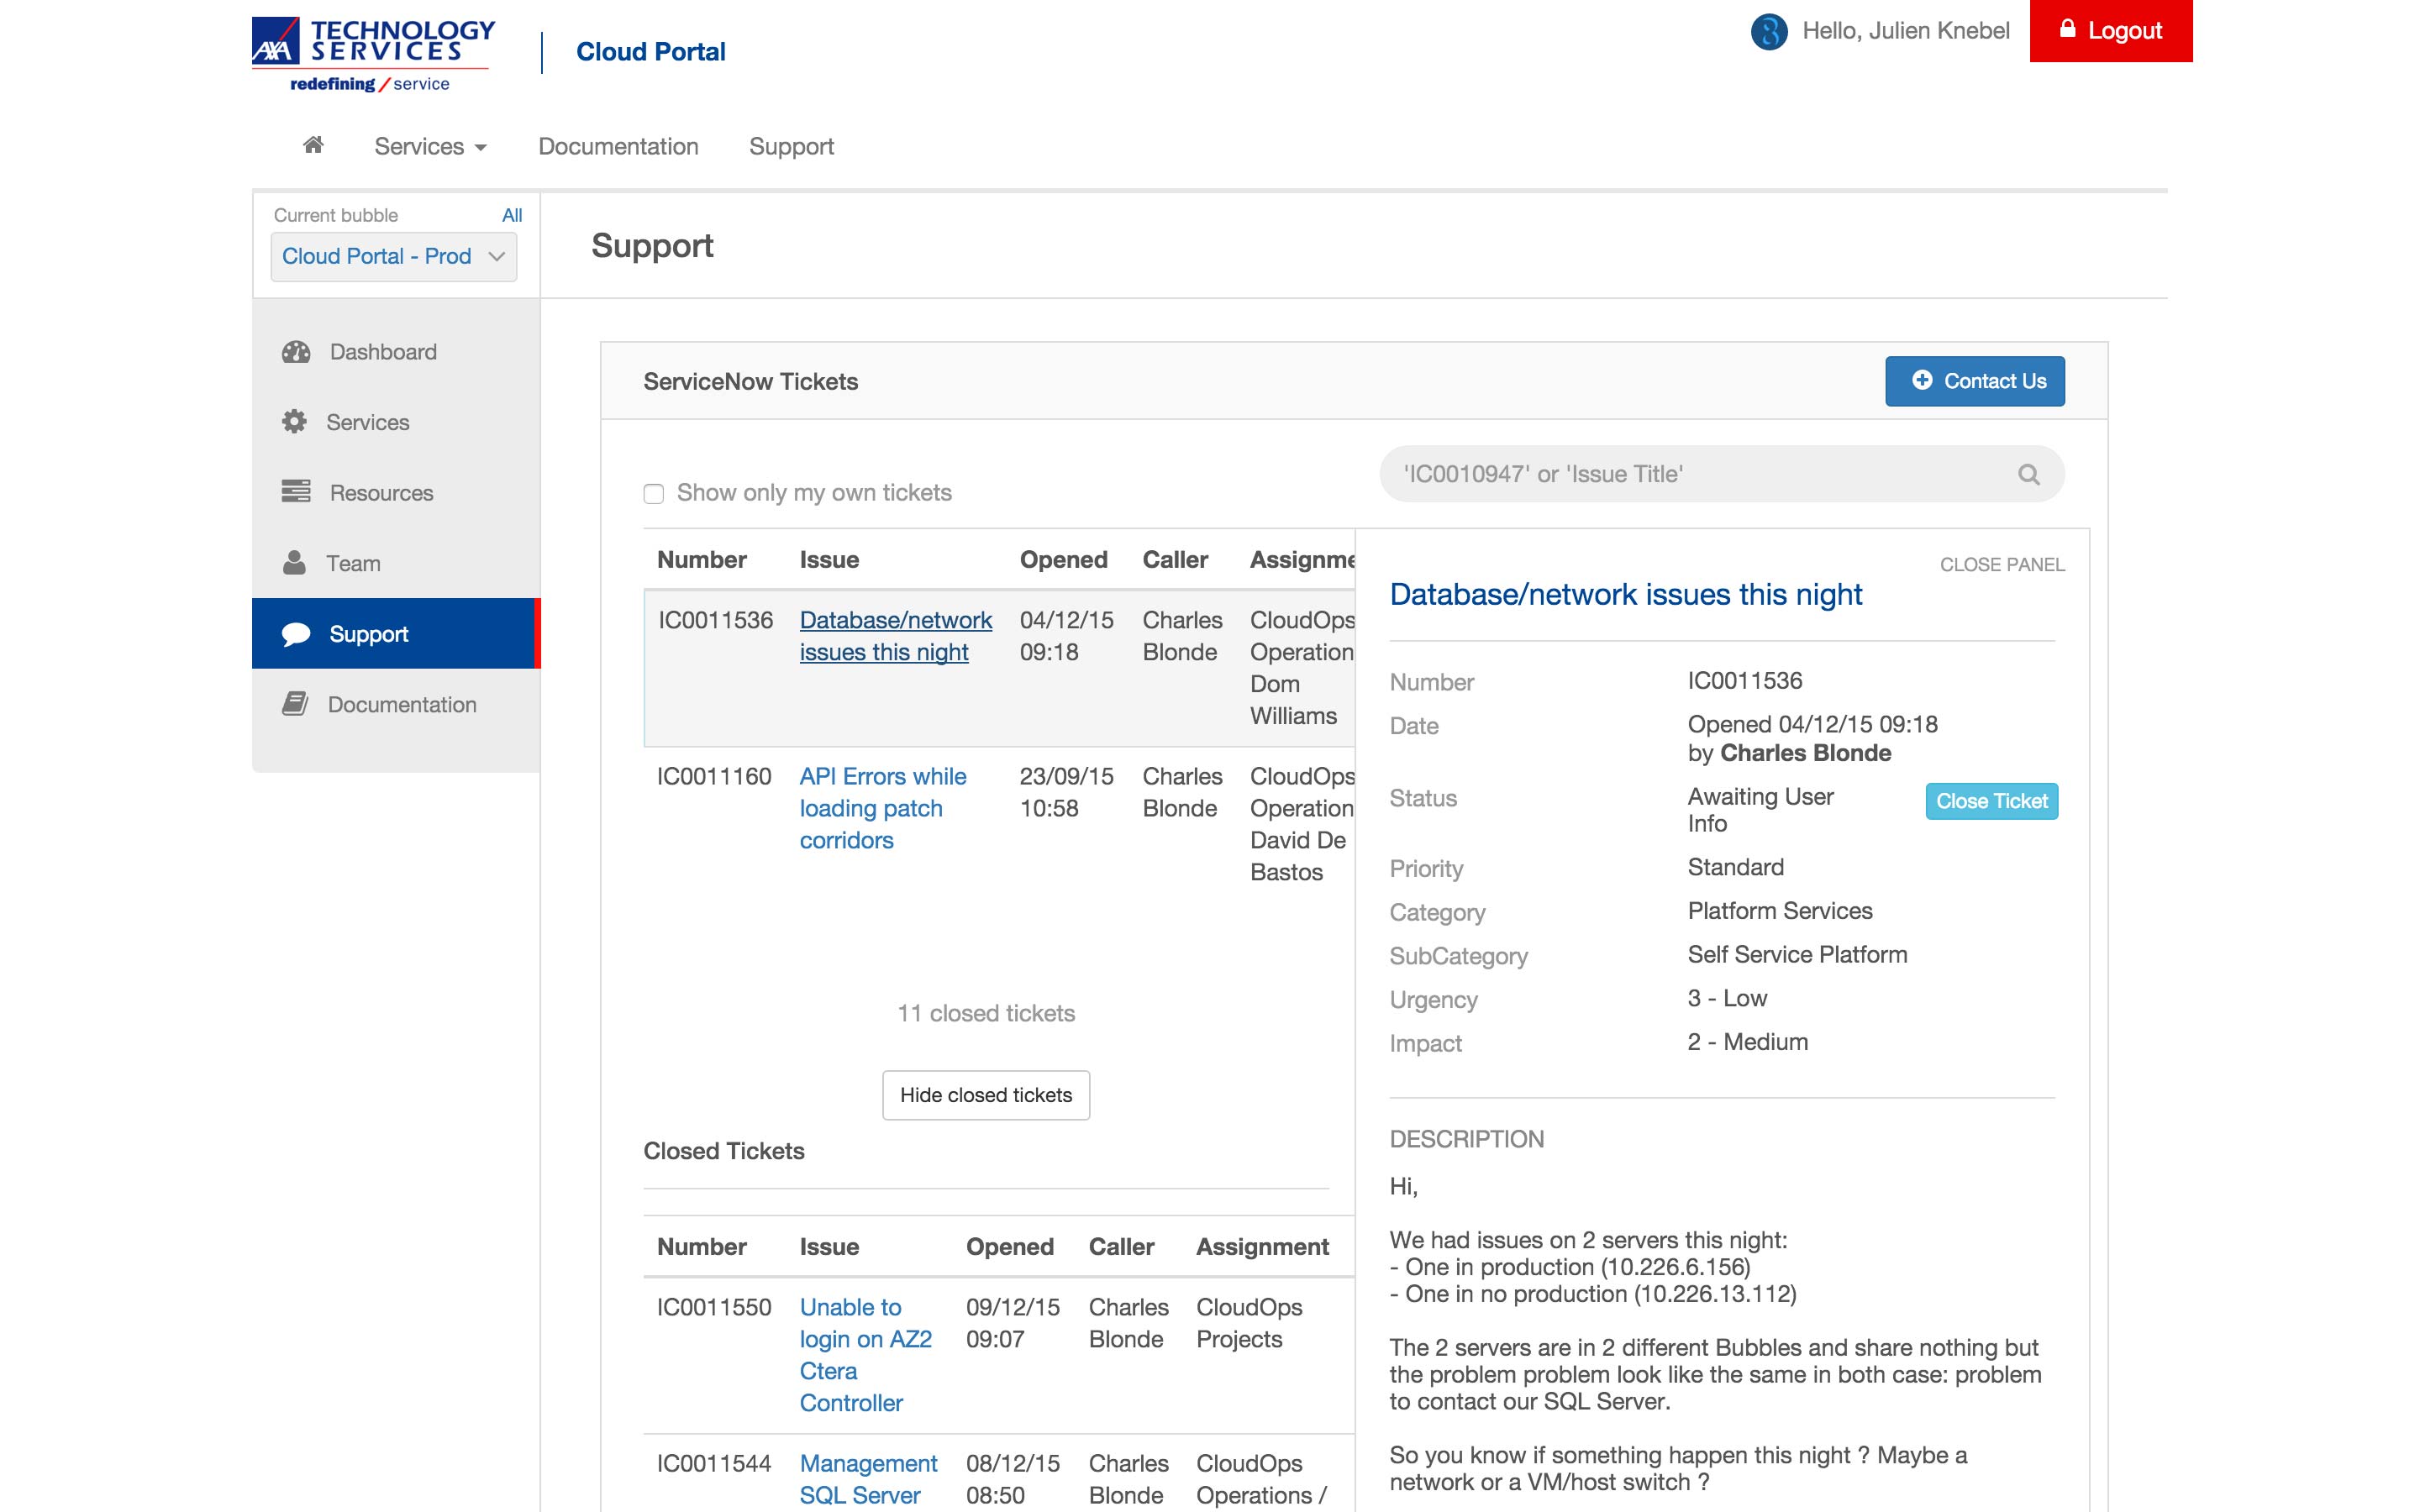 AXA TECHNOLOGY SERVICES
redefining / service
Cloud Portal
Hello, Julien Knebel
Logout
Services
Documentation
Support
Current bubble
All
Cloud Portal - Prod
Support
Dashboard
Services
Resources
Team
Support
Documentation
ServiceNow Tickets
Contact Us
Show only my own tickets
'IC0010947' or 'Issue Title'
Number Issue Opened Caller Assignme
IC0011536 Database/network 04/12/15 Charles CloudOps
issues this night 09:18 Blonde Operation
Dom
Williams
IC0011160 API Errors while 23/09/15 Charles CloudOps
loading patch 10:58 Blonde Operation
corridors David De
Bastos
11 closed tickets
Hide closed tickets
Closed Tickets
Number Issue Opened Caller Assignment
IC0011550 Unable to 09/12/15 Charles CloudOps
login on AZ2 09:07 Blonde Projects
Ctera
Controller
IC0011544 Management 08/12/15 Charles CloudOps
SQL Server 08:50 Blonde Operations /
CLOSE PANEL
Database/network issues this night
Number IC0011536
Date Opened 04/12/15 09:18
by Charles Blonde
Status Awaiting User
Info
Close Ticket
Priority Standard
Category Platform Services
SubCategory Self Service Platform
Urgency 3 - Low
Impact 2 - Medium
DESCRIPTION
Hi,
We had issues on 2 servers this night:
- One in production (10.226.6.156)
- One in no production (10.226.13.112)
The 2 servers are in 2 different Bubbles and share nothing but
the problem problem look like the same in both case: problem
to contact our SQL Server.
So you know if something happen this night ? Maybe a
network or a VM/host switch ?